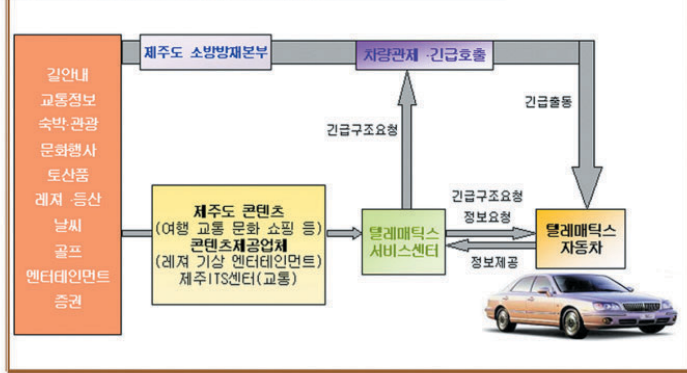 제주도 소방방재본부
차량관제·긴급호출
길안내
교통정보
숙박·관광
문화행사
토산품
레져·등산
날씨
골프
엔터테인먼트
증권
긴급구조요청
긴급출동
제주도 콘텐츠
(여행 교통 문화 쇼핑 등)
콘텐츠제공업체
(레져 기상 엔터테인먼트)
제주ITS센터(교통)
텔레매틱스
서비스센터
긴급구조요청
정보요청
정보제공
텔레매틱스
자동차